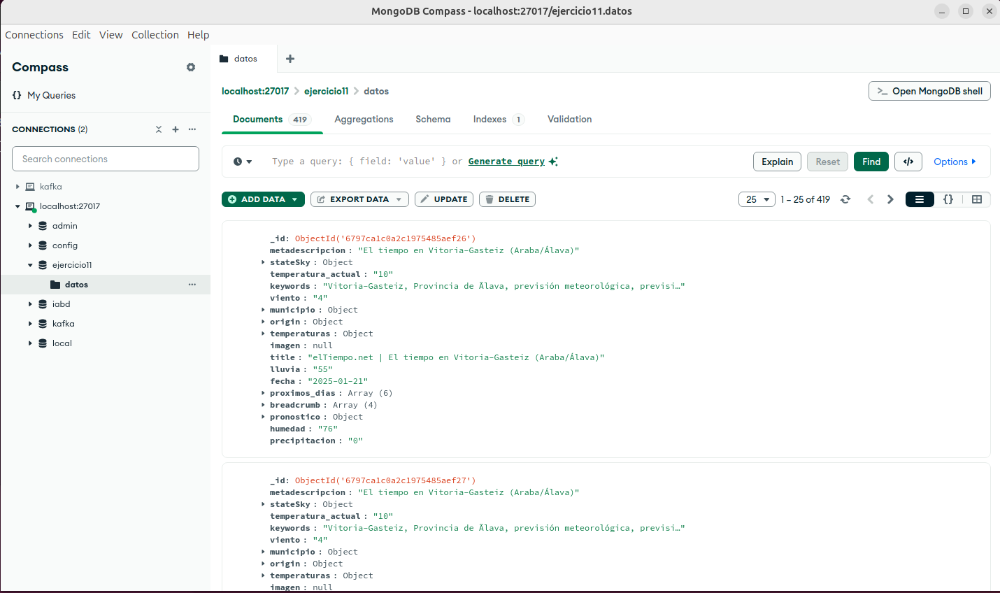 MongoDB Compass - localhost:27017/ejercicio11.datos
Connections Edit View Collection Help
Compass
{} My Queries
CONNECTIONS (2)
Search connections
kafka
localhost:27017
admin
config
ejercicio11
datos
iabd
kafka
local
datos
localhost:27017 > ejercicio11 > datos
>_ Open MongoDB shell
Documents 419 Aggregations Schema Indexes 1 Validation
Type a query: { field: 'value' } or Generate query
Explain Reset Find </> Options
ADD DATA EXPORT DATA UPDATE DELETE
25 1 – 25 of 419 {}
_id: ObjectId('6797ca1c0a2c1975485aef26')
metadescripcion : "El tiempo en Vitoria-Gasteiz (Araba/Álava)"
stateSky : Object
temperatura_actual : "10"
keywords : "Vitoria-Gasteiz, Provincia de Ãlava, previsión meteorológica, previsi…"
viento : "4"
municipio : Object
origin : Object
temperaturas : Object
imagen : null
title : "elTiempo.net | El tiempo en Vitoria-Gasteiz (Araba/Álava)"
lluvia : "55"
fecha : "2025-01-21"
proximos_dias : Array (6)
breadcrumb : Array (4)
pronostico : Object
humedad : "76"
precipitacion : "0"
_id: ObjectId('6797ca1c0a2c1975485aef27')
metadescripcion : "El tiempo en Vitoria-Gasteiz (Araba/Álava)"
stateSky : Object
temperatura_actual : "10"
keywords : "Vitoria-Gasteiz, Provincia de Ãlava, previsión meteorológica, previsi…"
viento : "4"
municipio : Object
origin : Object
temperaturas : Object
imagen : null